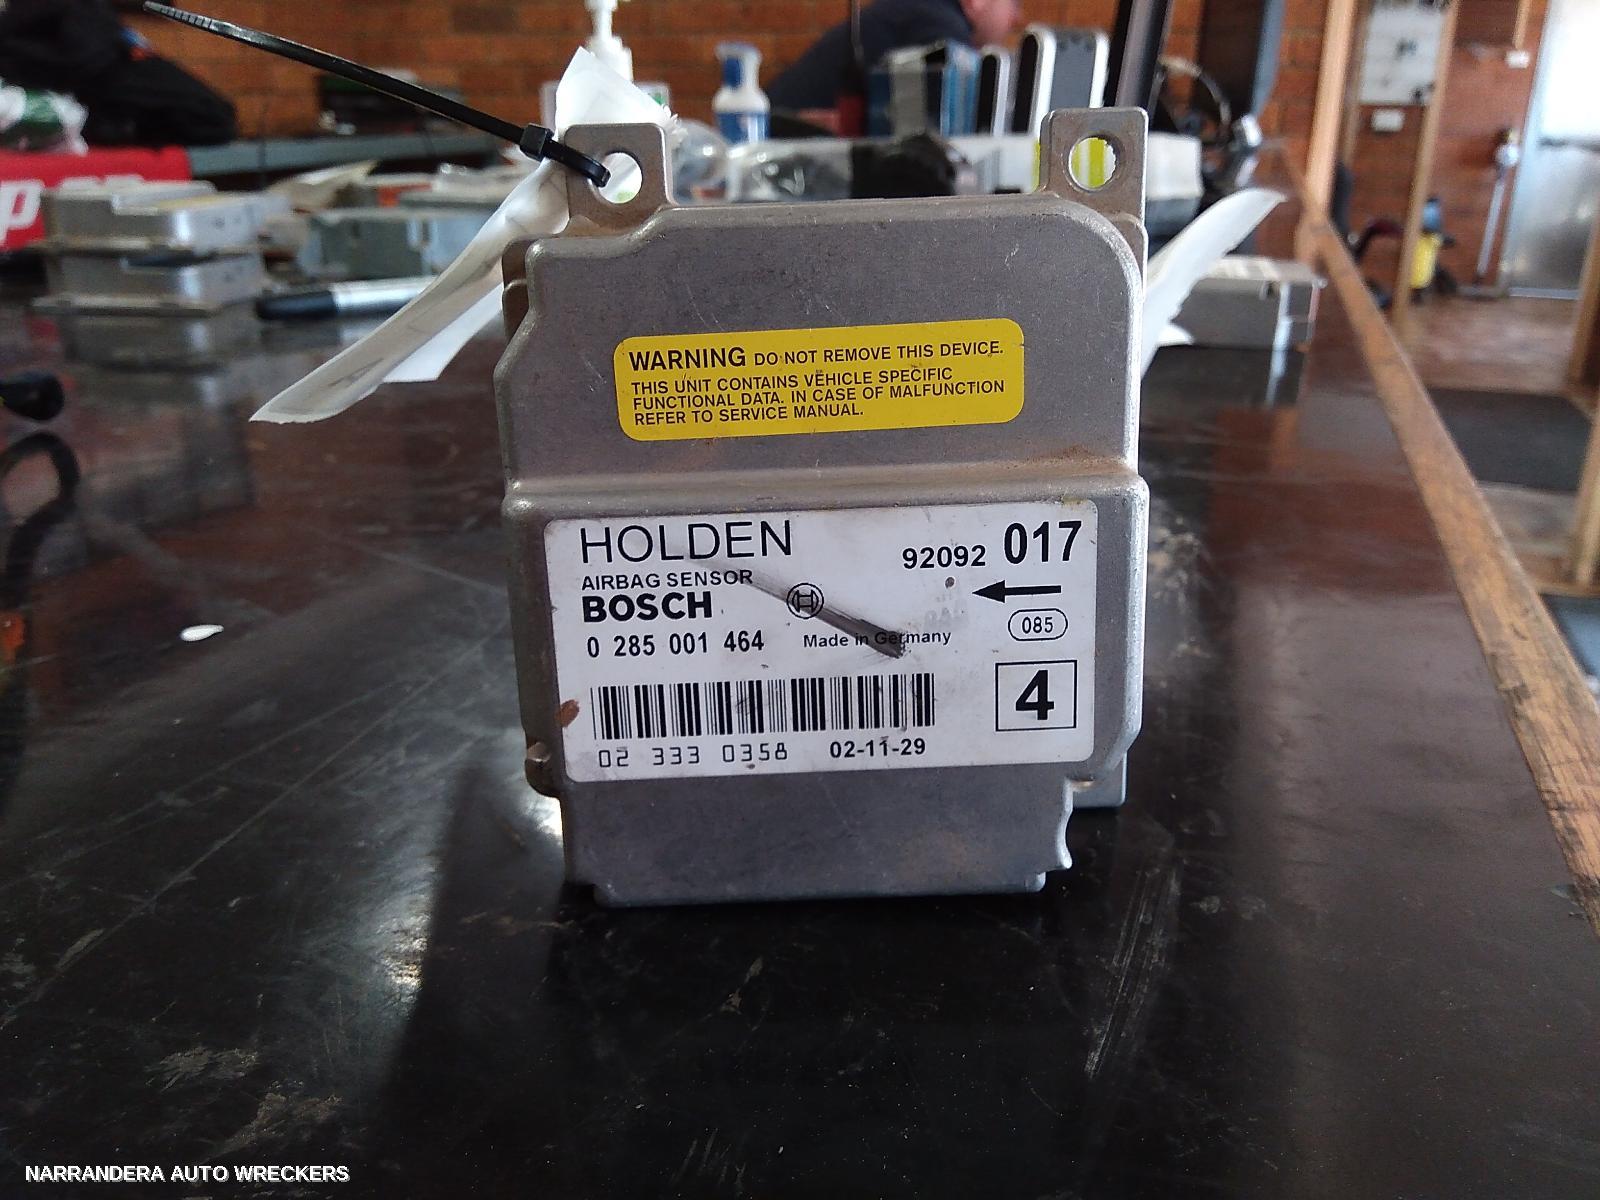 WARNING DO NOT REMOVE THIS DEVICE.
THIS UNIT CONTAINS VEHICLE SPECIFIC
FUNCTIONAL DATA. IN CASE OF MALFUNCTION
REFER TO SERVICE MANUAL.
HOLDEN
92092 017
AIRBAG SENSOR
BOSCH
085
0 285 001 464 Made in Germany
4
02 333 0358 02-11-29
NARRANDERA AUTO WRECKERS